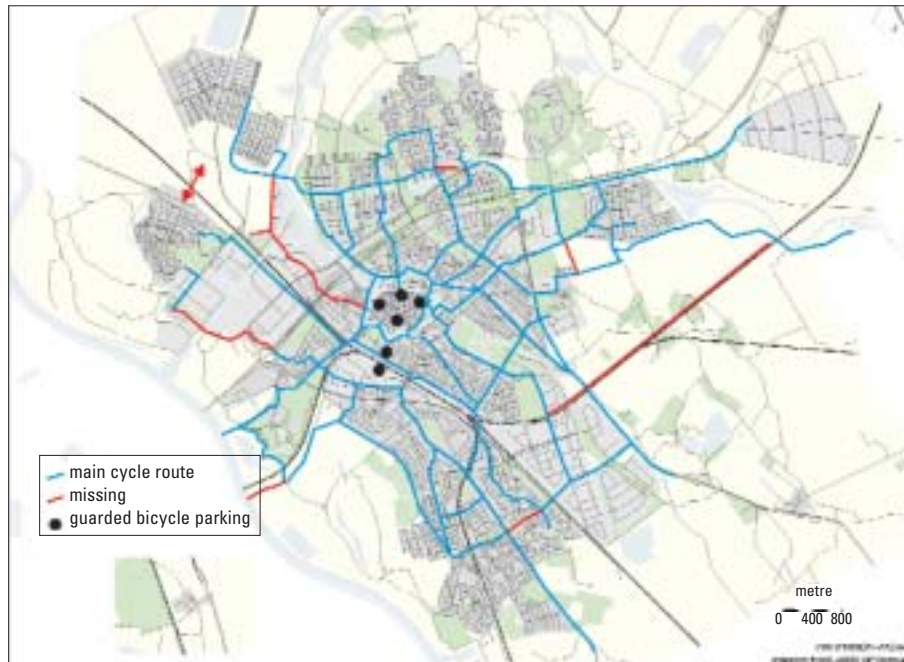 main cycle route
missing
guarded bicycle parking
metre
0 400 800